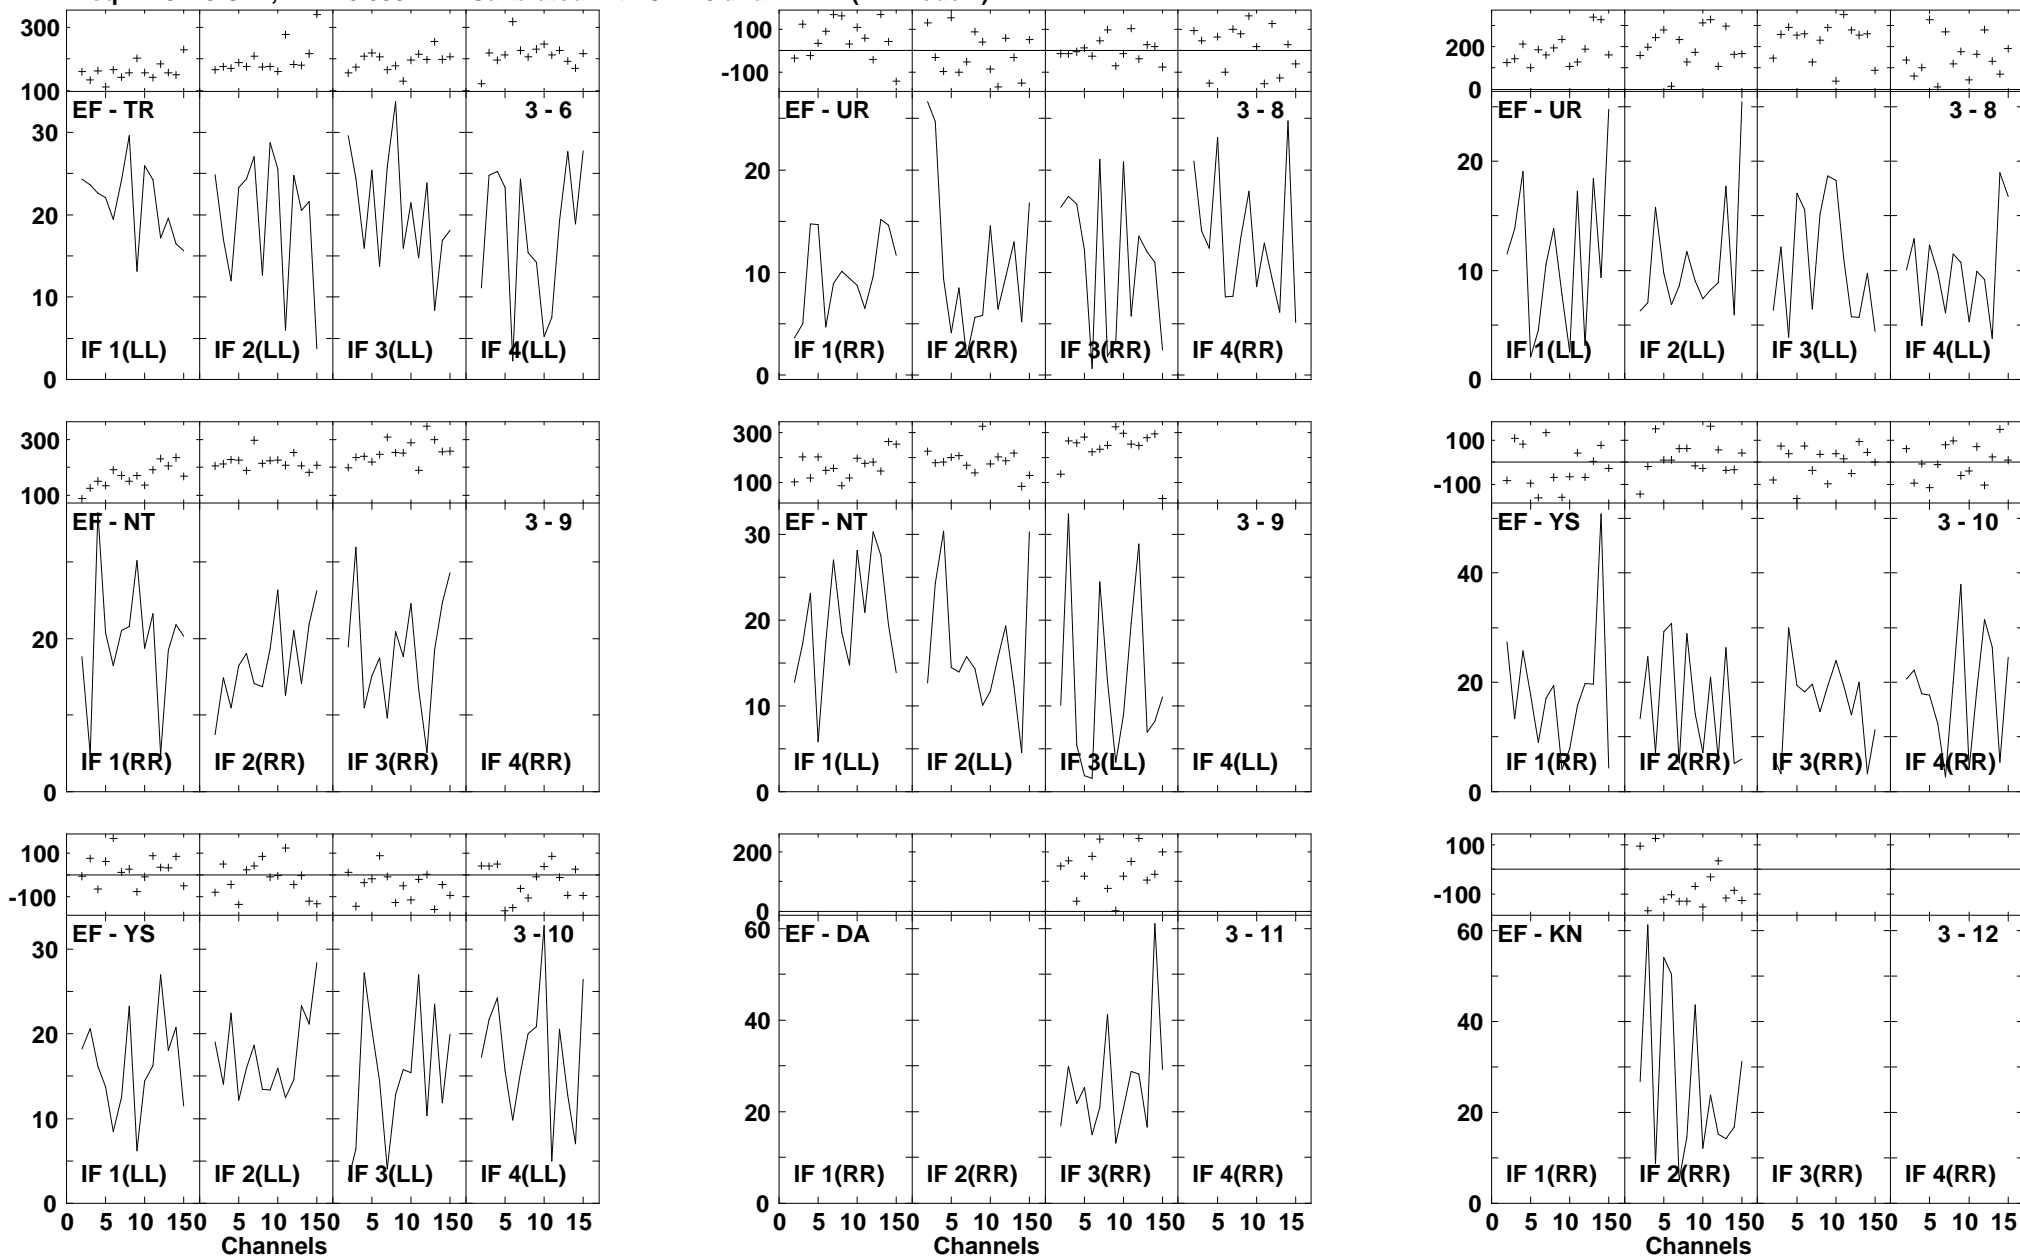 300
100
EF - TR
3 - 6
30
20
10
0
IF 1(LL)
IF 2(LL)
IF 3(LL)
IF 4(LL)
100
-100
EF - UR
3 - 8
20
10
0
IF 1(RR)
IF 2(RR)
IF 3(RR)
IF 4(RR)
200
0
EF - UR
3 - 8
20
10
0
IF 1(LL)
IF 2(LL)
IF 3(LL)
IF 4(LL)
300
100
EF - NT
3 - 9
20
0
IF 1(RR)
IF 2(RR)
IF 3(RR)
IF 4(RR)
300
100
EF - NT
3 - 9
30
20
10
0
IF 1(LL)
IF 2(LL)
IF 3(LL)
IF 4(LL)
100
-100
EF - YS
3 - 10
40
20
0
IF 1(RR)
IF 2(RR)
IF 3(RR)
IF 4(RR)
100
-100
EF - YS
3 - 10
30
20
10
0
IF 1(LL)
IF 2(LL)
IF 3(LL)
IF 4(LL)
0 5 10 150 5 10 150 5 10 150 5 10 15
Channels
200
0
EF - DA
3 - 11
60
40
20
0
IF 1(RR)
IF 2(RR)
IF 3(RR)
IF 4(RR)
0 5 10 150 5 10 150 5 10 150 5 10 15
Channels
100
-100
EF - KN
3 - 12
60
40
20
0
IF 1(RR)
IF 2(RR)
IF 3(RR)
IF 4(RR)
0 5 10 150 5 10 150 5 10 150 5 10 15
Channels